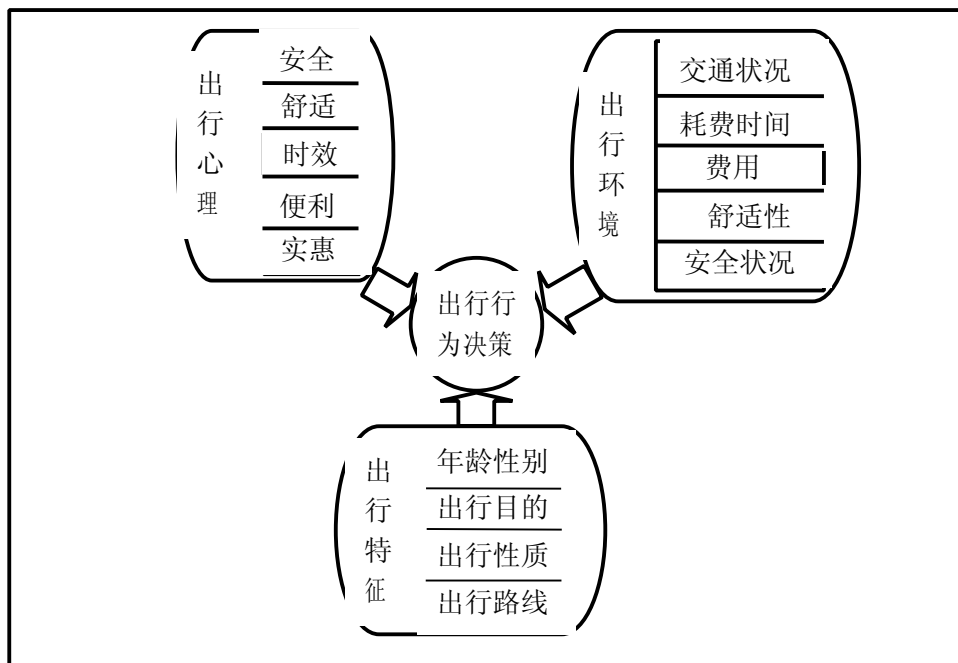 出行心理
安全
舒适
时效
便利
实惠
出行环境
交通状况
耗费时间
费用
舒适性
安全状况
出行行
为决策
出行特征
年龄性别
出行目的
出行性质
出行路线